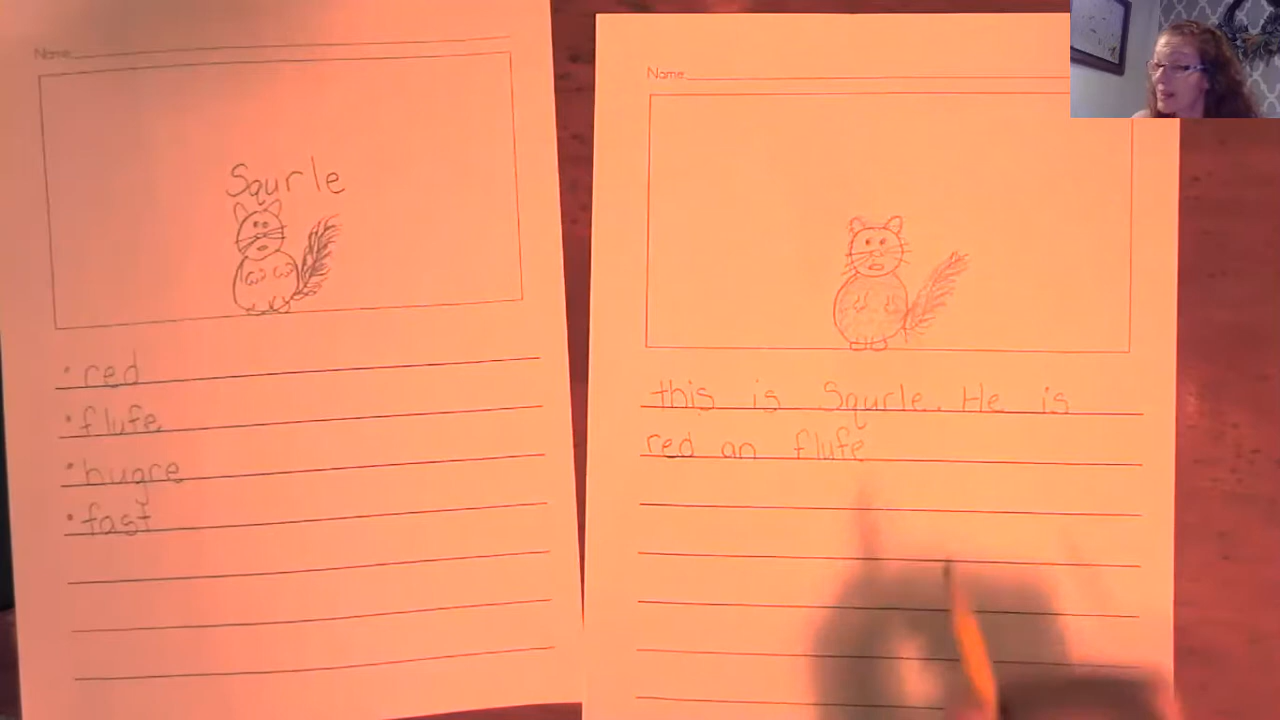 Name
Squrle
red
flufe
hugre
fast
Name
this is Squrle. He is
red an flufe